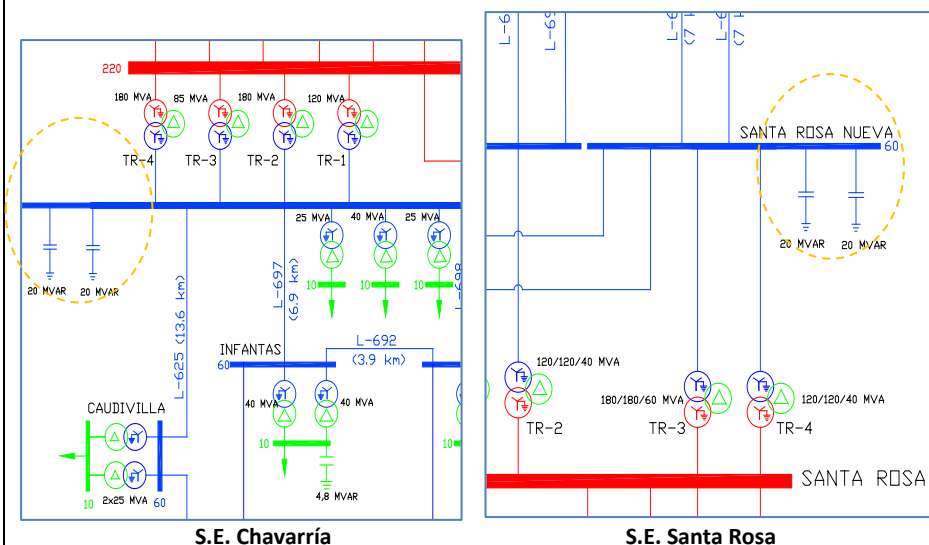 220
180 MVA
85 MVA
180 MVA
120 MVA
TR-4
TR-3
TR-2
TR-1
20 MVAR
20 MVAR
L-625 (13.6 km)
L-697
(6.9 km)
25 MVA
40 MVA
25 MVA
10
10
10
L-698
INFANTAS
60
L-692
(3.9 km)
40 MVA
40 MVA
10
10
4,8 MVAR
CAUDIVILLA
10
2x25 MVA
60
S.E. Chavarría
SANTA ROSA NUEVA
60
20 MVAR
20 MVAR
120/120/40 MVA
TR-2
180/180/60 MVA
TR-3
120/120/40 MVA
TR-4
SANTA ROSA
S.E. Santa Rosa